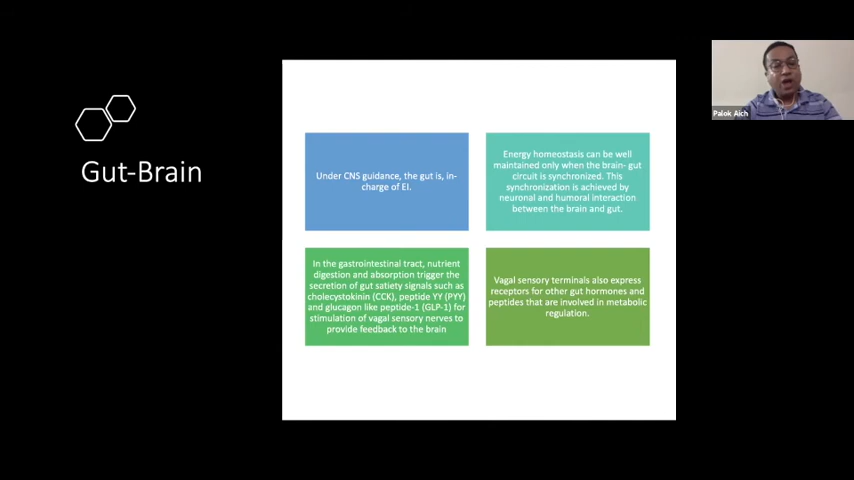 Gut-Brain
Under CNS guidance, the gut is, in-
charge of EI.
Energy homeostasis can be well
maintained only when the brain- gut
circuit is synchronized. This
synchronization is achieved by
neuronal and humoral interaction
between the brain and gut.
In the gastrointestinal tract, nutrient
digestion and absorption trigger the
secretion of gut satiety signals such as
cholecystokinin (CCK), peptide YY (PYY)
and glucagon like peptide-1 (GLP-1) for
stimulation of vagal sensory nerves to
provide feedback to the brain
Vagal sensory terminals also express
receptors for other gut hormones and
peptides that are involved in metabolic
regulation.
Palok Aich